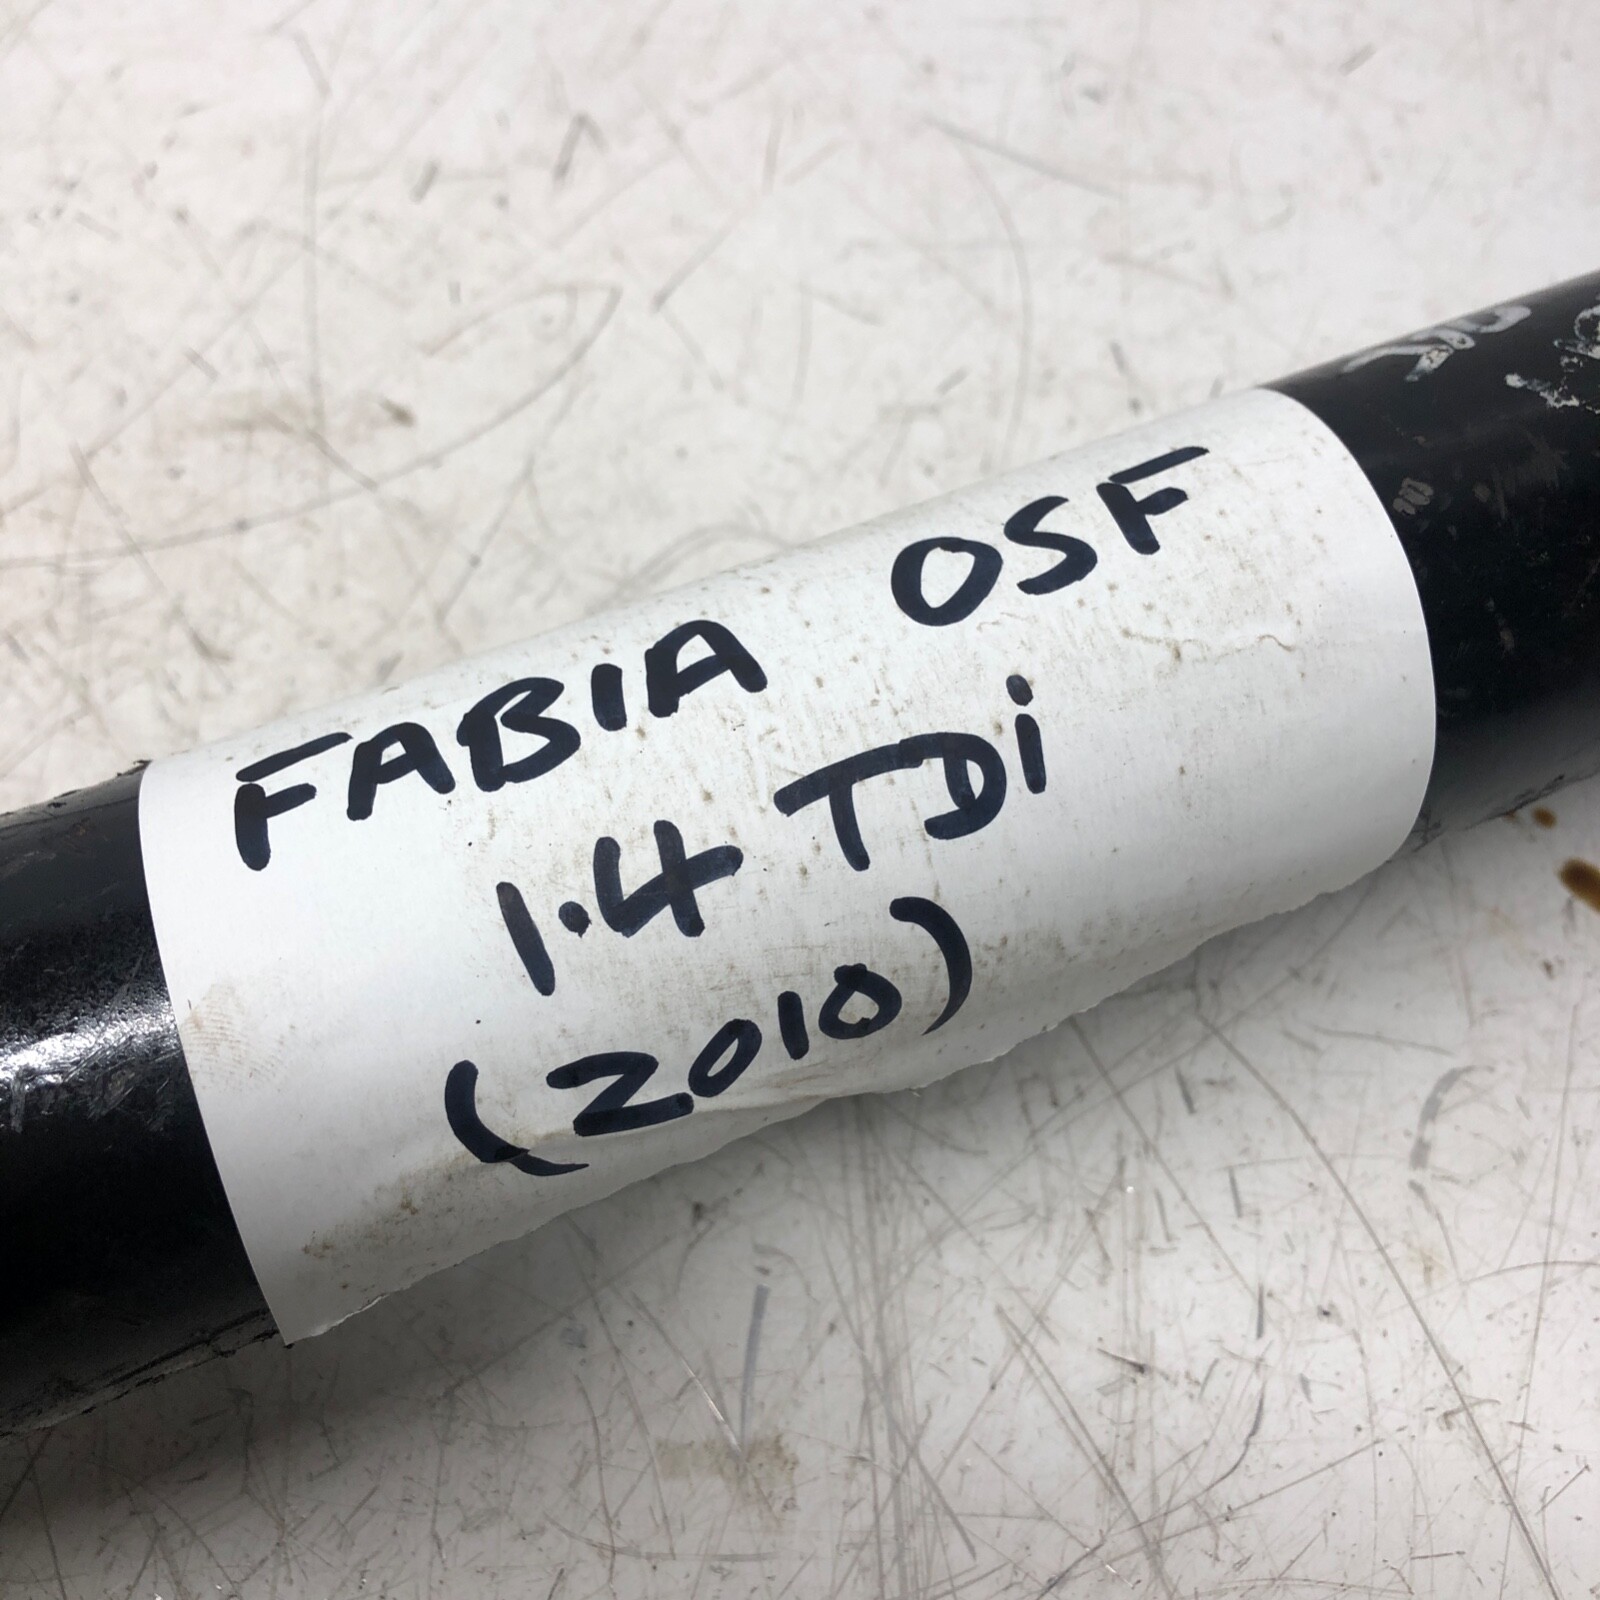 FABIA OSF
1.4 TDi
(2010)